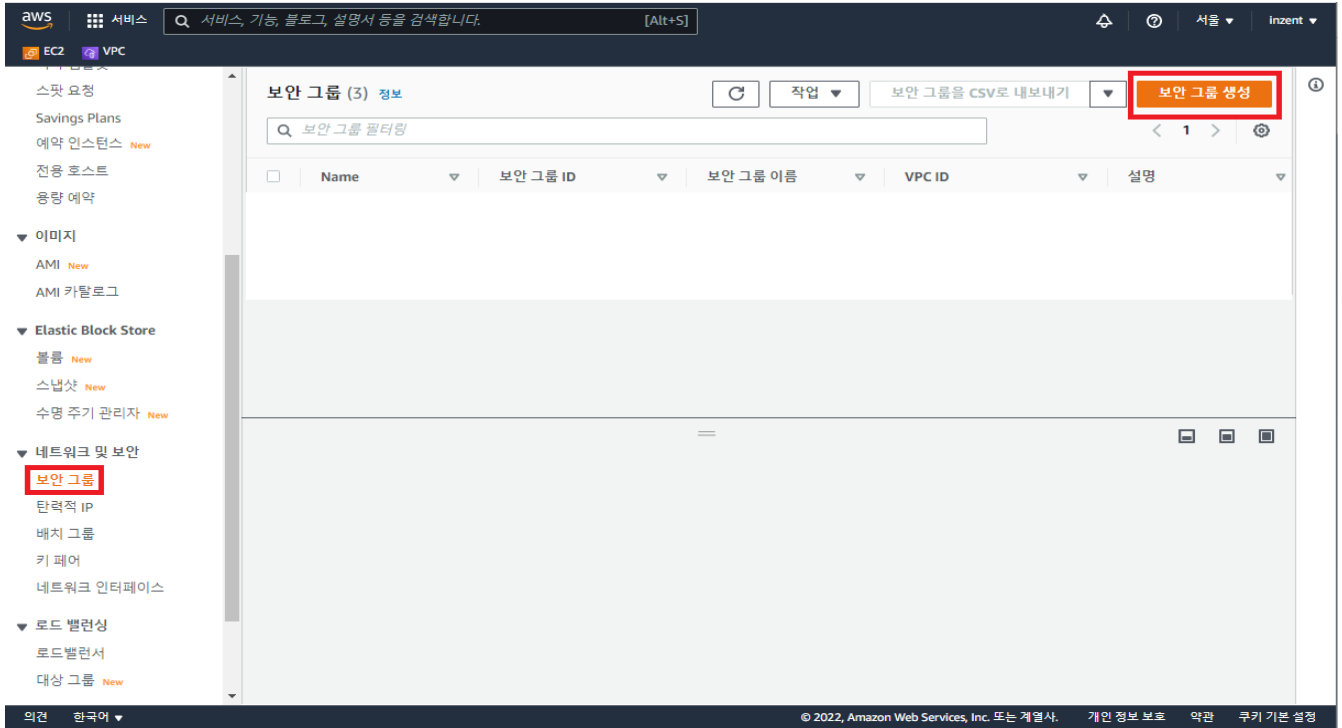 aws 서비스 서비스, 기능, 블로그, 설명서 등을 검색합니다. [Alt+S] 서울 ▼ inzent ▼
EC2 VPC
스팟 요청
Savings Plans
예약 인스턴스 New
전용 호스트
용량 예약
▼ 이미지
AMI New
AMI 카탈로그
▼ Elastic Block Store
볼륨 New
스냅샷 New
수명 주기 관리자 New
▼ 네트워크 및 보안
보안 그룹
탄력적 IP
배치 그룹
키 페어
네트워크 인터페이스
▼ 로드 밸런싱
로드밸런서
대상 그룹 New
보안 그룹 (3) 정보 작업 ▼ 보안 그룹을 CSV로 내보내기 ▼ 보안 그룹 생성
보안 그룹 필터링 < 1 >
Name 보안 그룹 ID 보안 그룹 이름 VPC ID 설명
의견 한국어 ▼ © 2022, Amazon Web Services, Inc. 또는 계열사. 개인 정보 보호 약관 쿠키 기본 설정